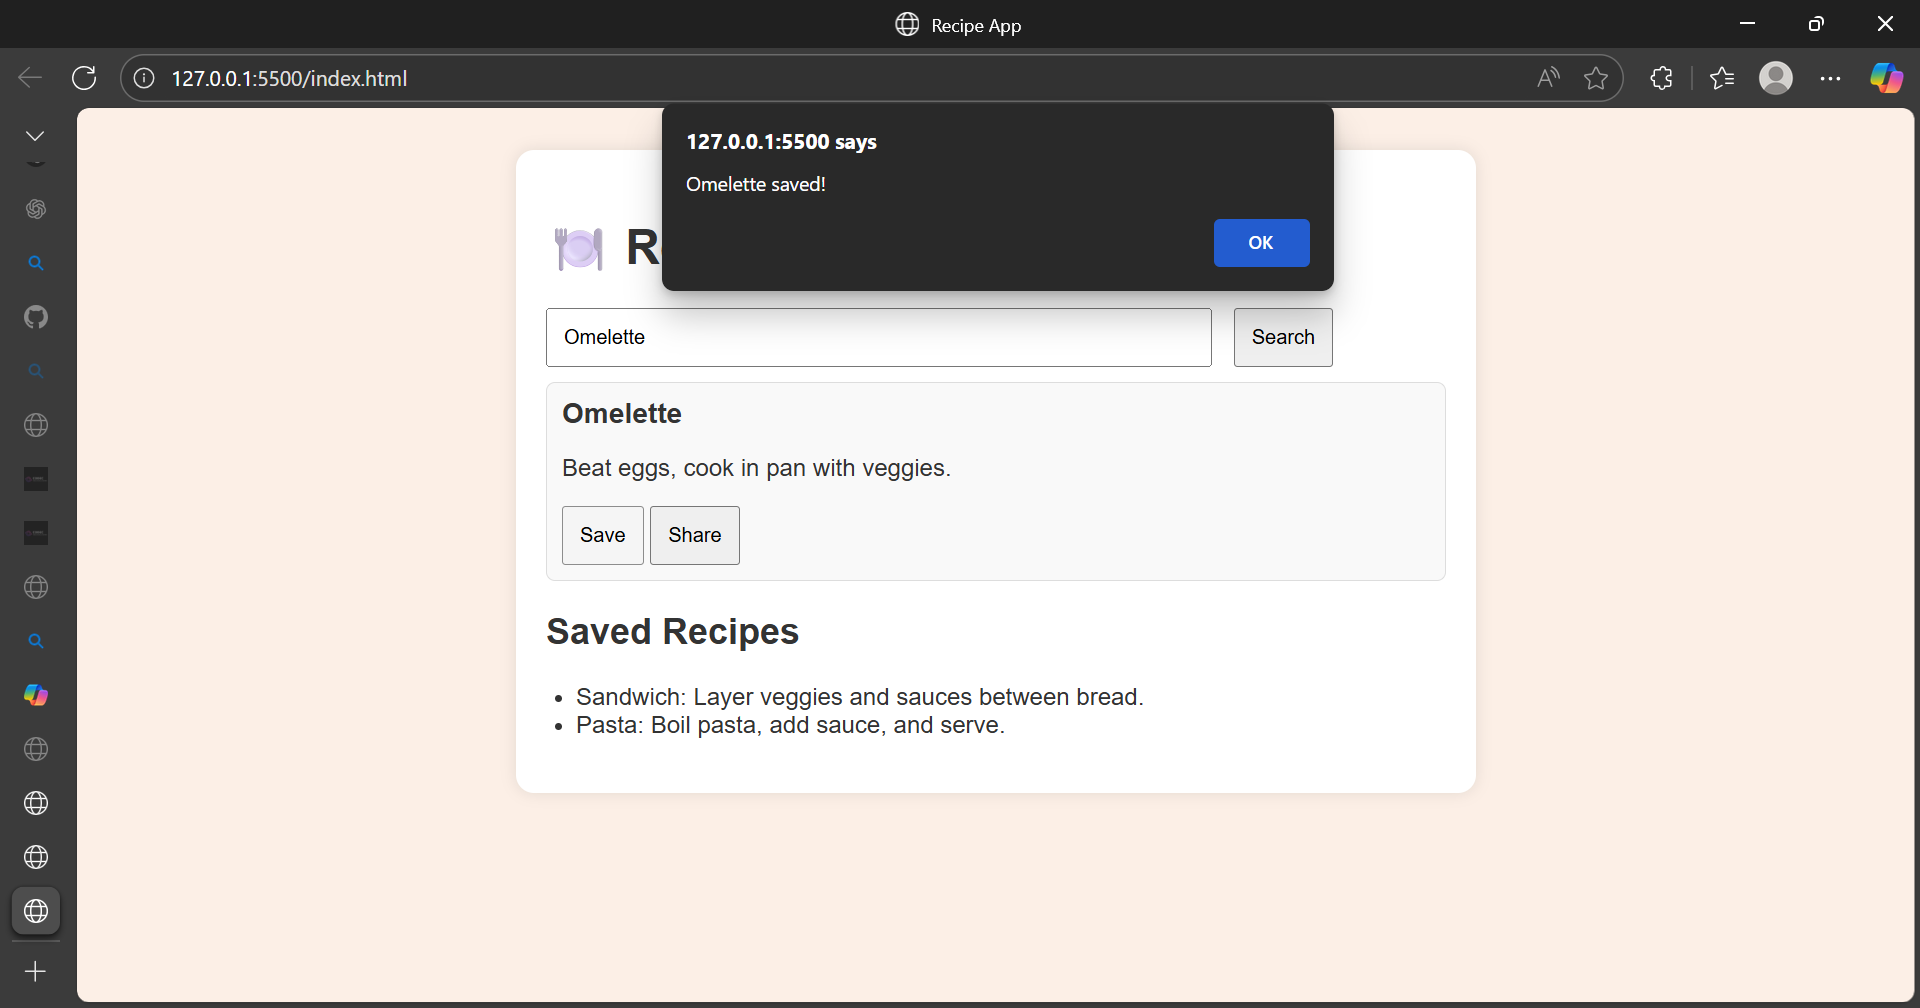 Recipe App
127.0.0.1:5500/index.html
127.0.0.1:5500 says
Omelette saved!
OK
Omelette
Search
Omelette
Beat eggs, cook in pan with veggies.
Save
Share
Saved Recipes
• Sandwich: Layer veggies and sauces between bread.
• Pasta: Boil pasta, add sauce, and serve.